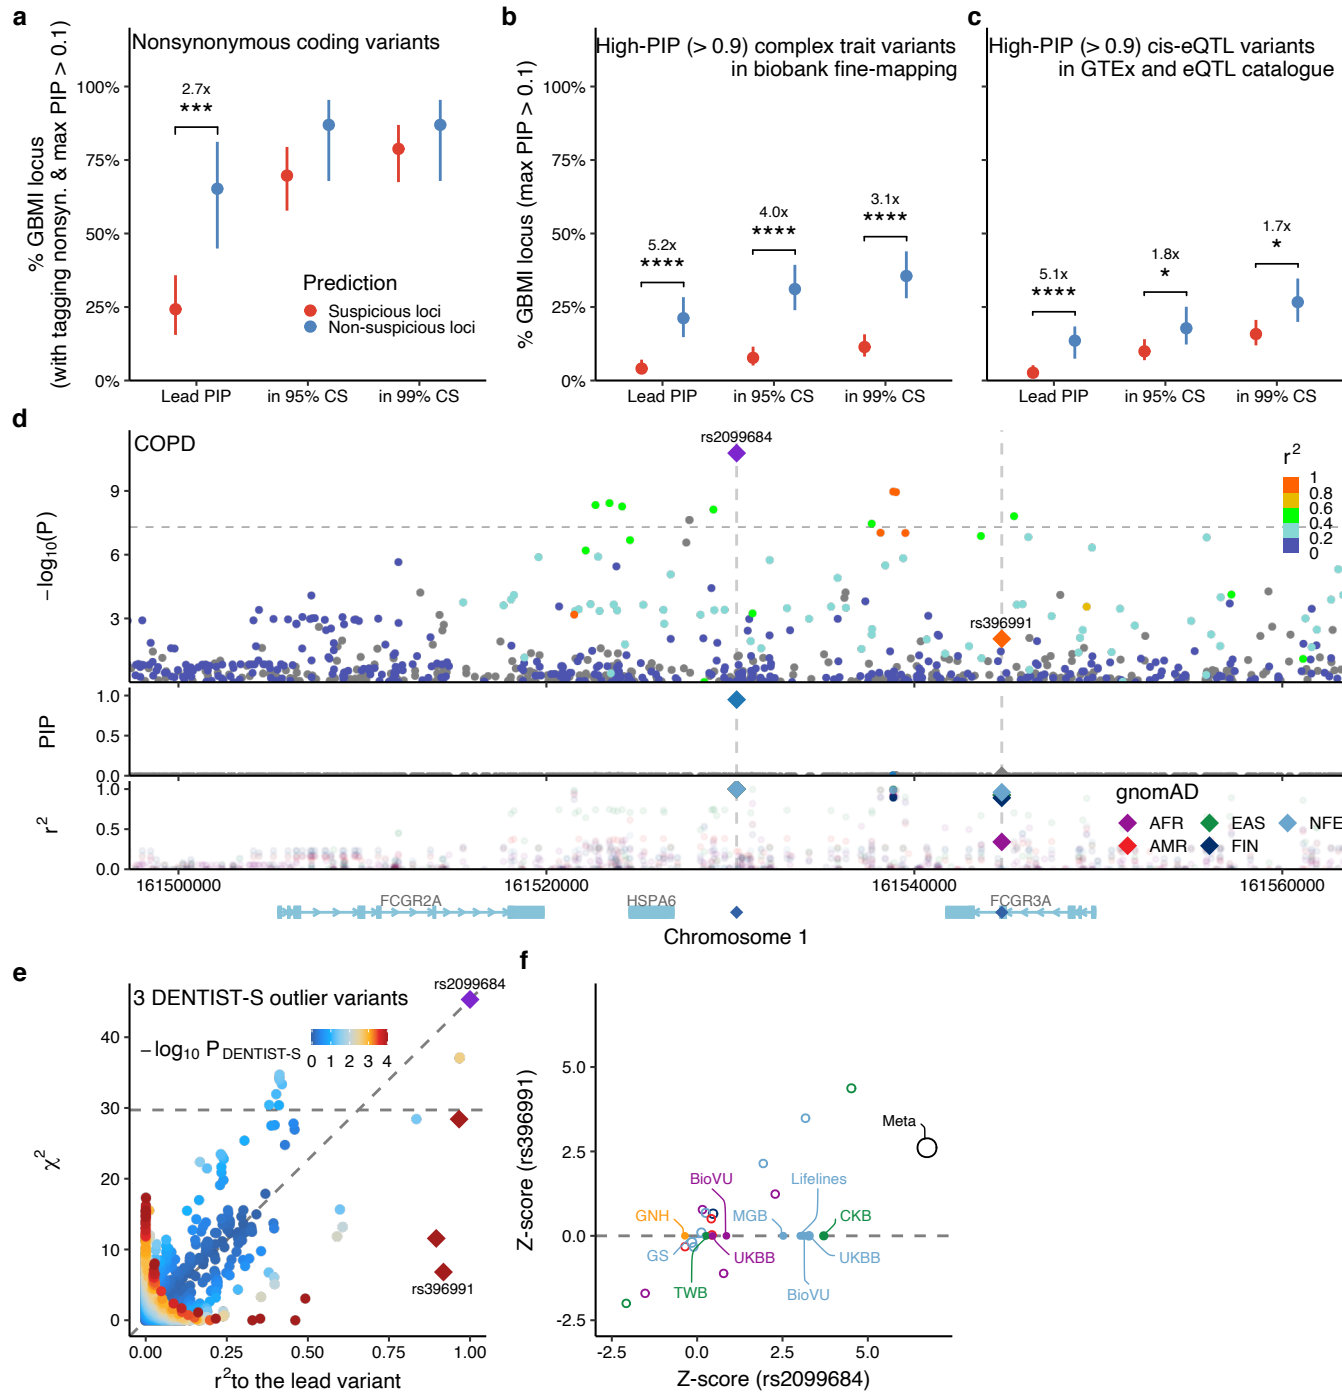 a
Nonsynonymous coding variants
% GBMI locus
(with tagging nonsyn. & max PIP > 0.1)
100%
75%
50%
25%
0%
2.7x
***
Prediction
Suspicious loci
Non-suspicious loci
Lead PIP
in 95% CS
in 99% CS
b
High-PIP (> 0.9) complex trait variants
in biobank fine-mapping
% GBMI locus (max PIP > 0.1)
100%
75%
50%
25%
0%
5.2x
****
4.0x
****
3.1x
****
Lead PIP
in 95% CS
in 99% CS
c
High-PIP (> 0.9) cis-eQTL variants
in GTEx and eQTL catalogue
5.1x
****
1.8x
*
1.7x
*
Lead PIP
in 95% CS
in 99% CS
d
COPD
rs2099684
rs396991
−log10(P)
9
6
3
r2
1
0.8
0.6
0.4
0.2
0
PIP
1.0
0.5
0.0
r2
1.0
0.5
0.0
gnomAD
AFR
EAS
NFE
AMR
FIN
161500000
161520000
161540000
161560000
FCGR2A
HSPA6
FCGR3A
Chromosome 1
e
3 DENTIST-S outlier variants
−log10 PDENTIST-S
0 1 2 3 4
rs2099684
rs396991
χ2
40
30
20
10
0
0.00
0.25
0.50
0.75
1.00
r2to the lead variant
f
Z-score (rs396991)
5.0
2.5
0.0
-2.5
Meta
BioVU
Lifelines
GNH
MGB
CKB
GS
UKBB
UKBB
TWB
BioVU
-2.5
0.0
2.5
5.0
Z-score (rs2099684)